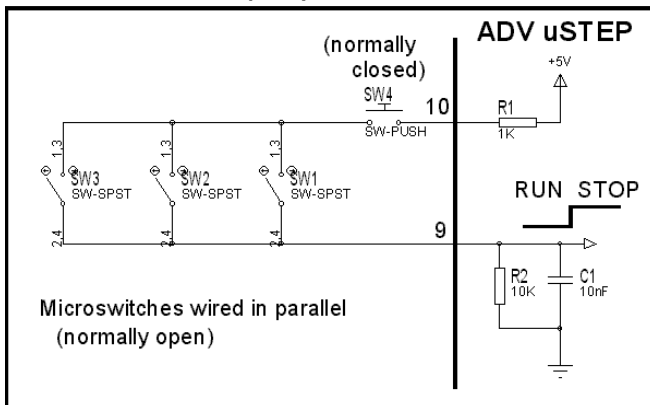 ADV uSTEP
(normally
closed)
+5V
SW4
10
R1
SW-PUSH
1K
1,3
1,3
1,3
SW3
SW-SPST
SW2
SW-SPST
SW1
SW-SPST
RUN STOP
2,4
2,4
2,4
9
R2
10K
C1
10nF
Microswitches wired in parallel
(normally open)